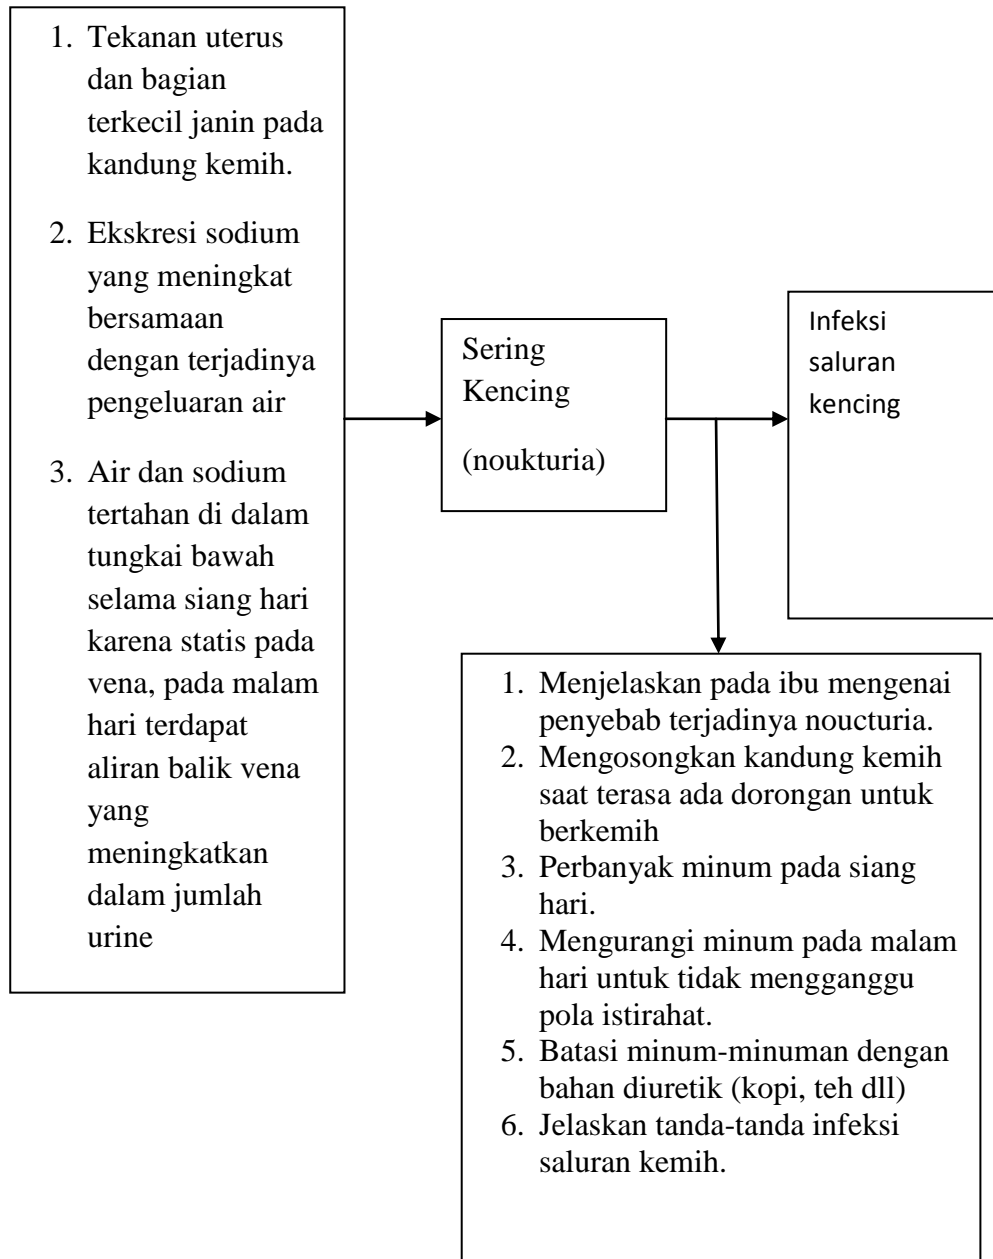 1. Tekanan uterus
dan bagian
terkecil janin pada
kandung kemih.
2. Ekskresi sodium
yang meningkat
bersamaan
dengan terjadinya
pengeluaran air
3. Air dan sodium
tertahan di dalam
tungkai bawah
selama siang hari
karena statis pada
vena, pada malam
hari terdapat
aliran balik vena
yang
meningkatkan
dalam jumlah
urine
Sering
Kencing
(noukturia)
Infeksi
saluran
kencing
1. Menjelaskan pada ibu mengenai
penyebab terjadinya noucturia.
2. Mengosongkan kandung kemih
saat terasa ada dorongan untuk
berkemih
3. Perbanyak minum pada siang
hari.
4. Mengurangi minum pada malam
hari untuk tidak mengganggu
pola istirahat.
5. Batasi minum-minuman dengan
bahan diuretik (kopi, teh dll)
6. Jelaskan tanda-tanda infeksi
saluran kemih.